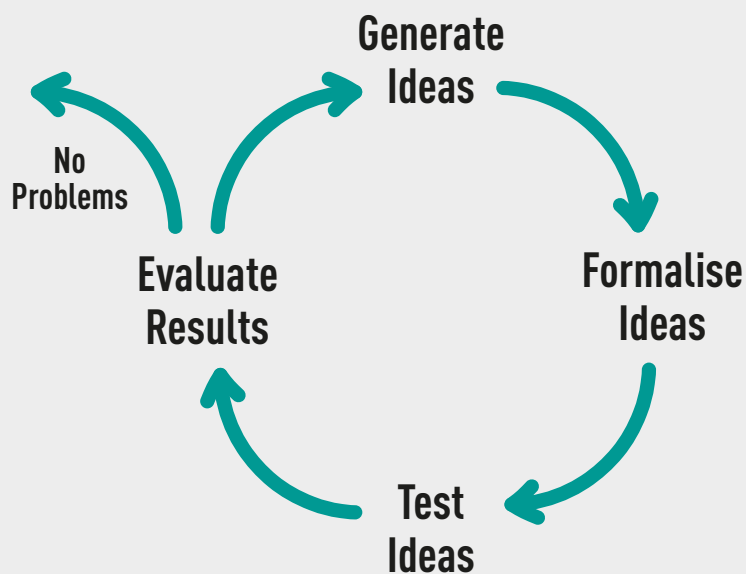 Generate
Ideas
No
Problems
Evaluate
Results
Formalise
Ideas
Test
Ideas